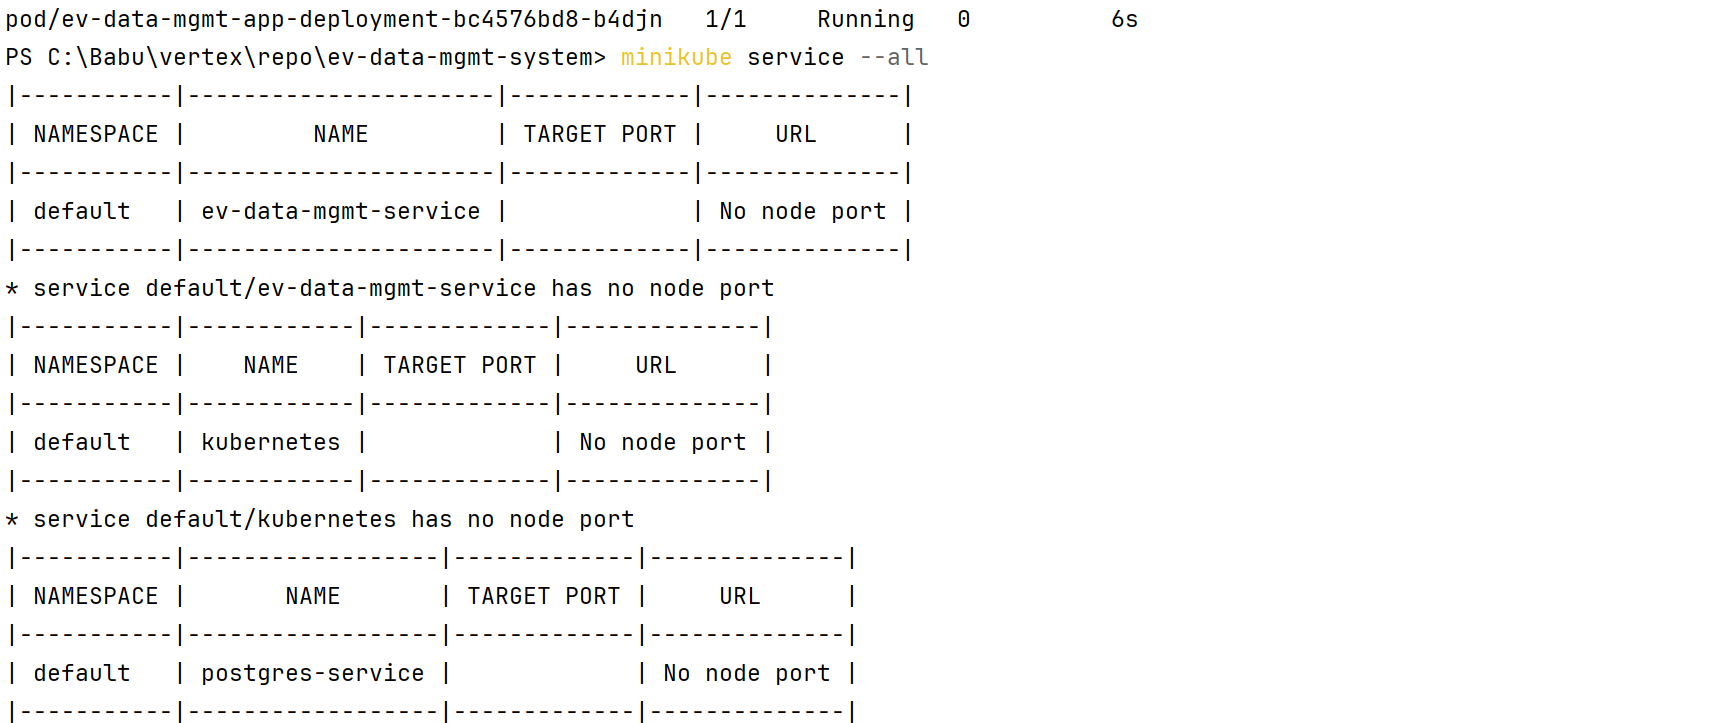 pod/ev-data-mgmt-app-deployment-bc4576bd8-b4djn   1/1     Running   0          6s
PS C:\Babu\vertex\repo\ev-data-mgmt-system> minikube service --all
|-----------|----------------------|-------------|--------------|
| NAMESPACE |         NAME         | TARGET PORT |     URL      |
|-----------|----------------------|-------------|--------------|
| default   | ev-data-mgmt-service |             | No node port |
|-----------|----------------------|-------------|--------------|
* service default/ev-data-mgmt-service has no node port
|-----------|------------|-------------|--------------|
| NAMESPACE |    NAME    | TARGET PORT |     URL      |
|-----------|------------|-------------|--------------|
| default   | kubernetes |             | No node port |
|-----------|------------|-------------|--------------|
* service default/kubernetes has no node port
|-----------|------------------|-------------|--------------|
| NAMESPACE |       NAME       | TARGET PORT |     URL      |
|-----------|------------------|-------------|--------------|
| default   | postgres-service |             | No node port |
|-----------|------------------|-------------|--------------|